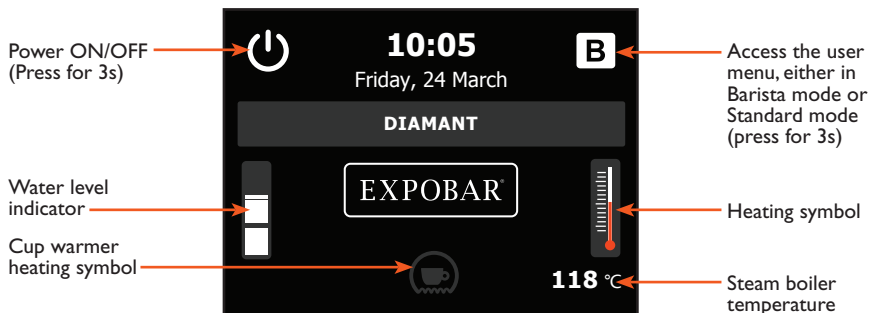 Power ON/OFF
(Press for 3s)
10:05
Friday, 24 March
B
Access the user
menu, either in
Barista mode or
Standard mode
(press for 3s)
DIAMANT
Water level
indicator
EXPOBAR®
Heating symbol
Cup warmer
heating symbol
118 °C
Steam boiler
temperature